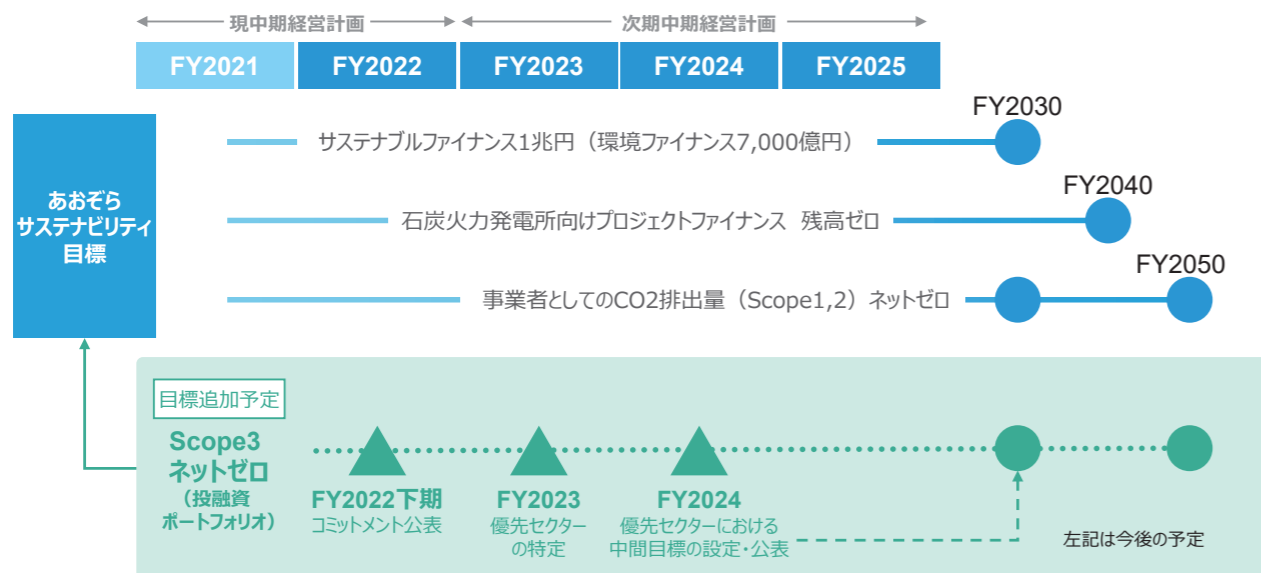 現中期経営計画
次期中期経営計画
FY2021
FY2022
FY2023
FY2024
FY2025
あおぞら
サステナビリティ
目標
FY2030
サステナブルファイナンス1兆円（環境ファイナンス7,000億円）
FY2040
石炭火力発電所向けプロジェクトファイナンス 残高ゼロ
FY2050
事業者としてのCO2排出量（Scope1,2）ネットゼロ
目標追加予定
Scope3
ネットゼロ
（投融資
ポートフォリオ）
FY2022下期
コミットメント公表
FY2023
優先セクター
の特定
FY2024
優先セクターにおける
中間目標の設定・公表
左記は今後の予定